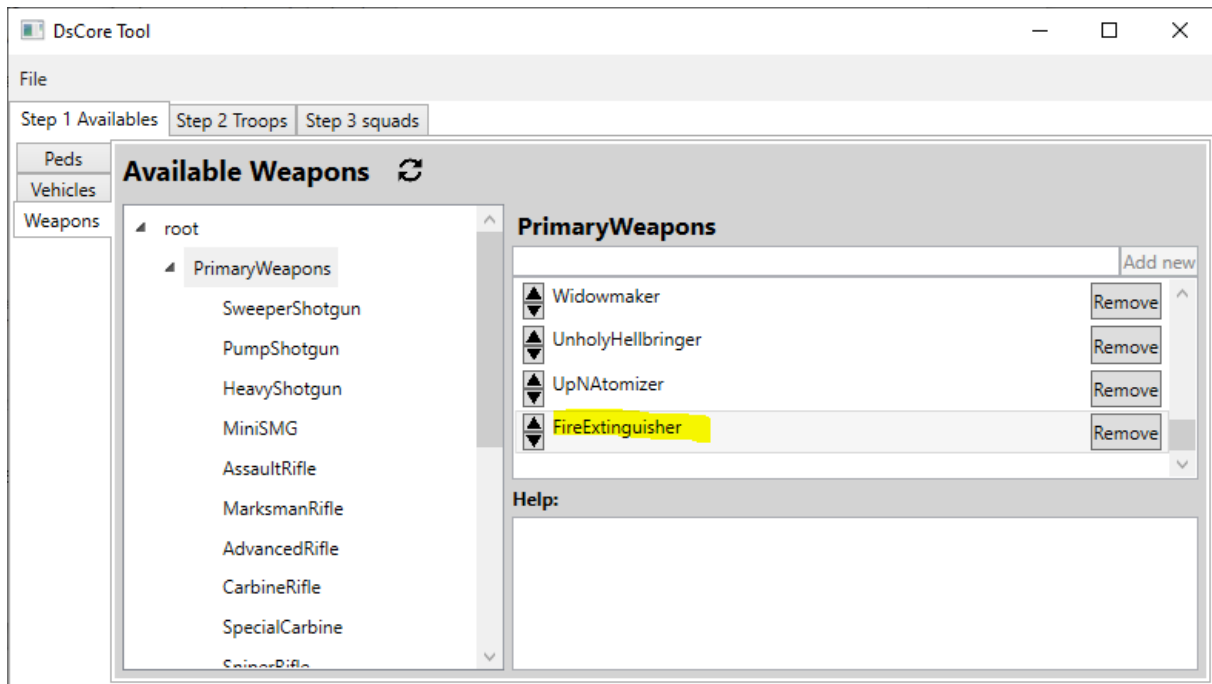 DsCore Tool
File
Step 1 Availables Step 2 Troops Step 3 squads
Peds
Vehicles
Weapons
Available Weapons
root
PrimaryWeapons
SweeperShotgun
PumpShotgun
HeavyShotgun
MiniSMG
AssaultRifle
MarksmanRifle
AdvancedRifle
CarbineRifle
SpecialCarbine
SniperRifle
PrimaryWeapons
Add new
Widowmaker Remove
UnholyHellbringer Remove
UpNAtomizer Remove
FireExtinguisher Remove
Help: